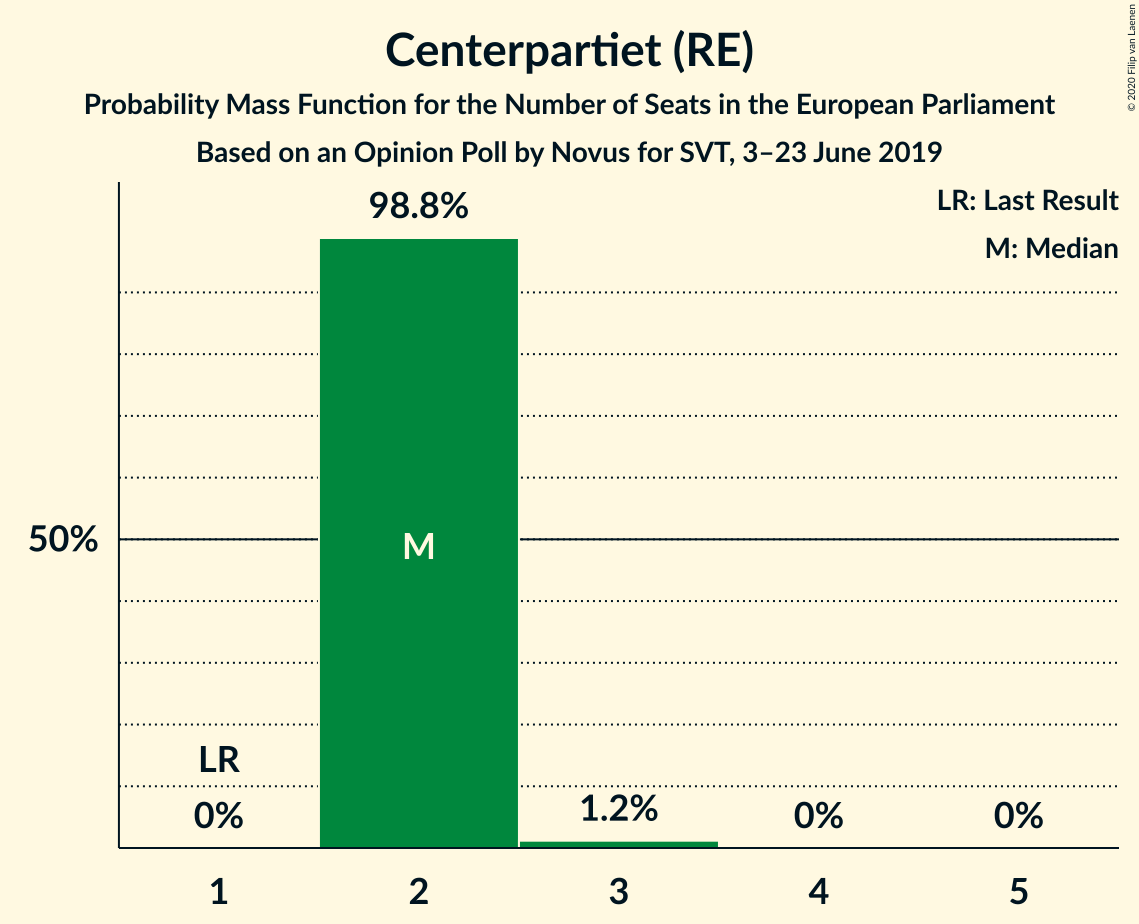 Centerpartiet (RE)
Probability Mass Function for the Number of Seats in the European Parliament
Based on an Opinion Poll by Novus for SVT, 3–23 June 2019
© 2020 Filip van Laenen
LR: Last Result
M: Median
98.8%
50%
M
LR
0%
1.2%
0%
0%
1
2
3
4
5